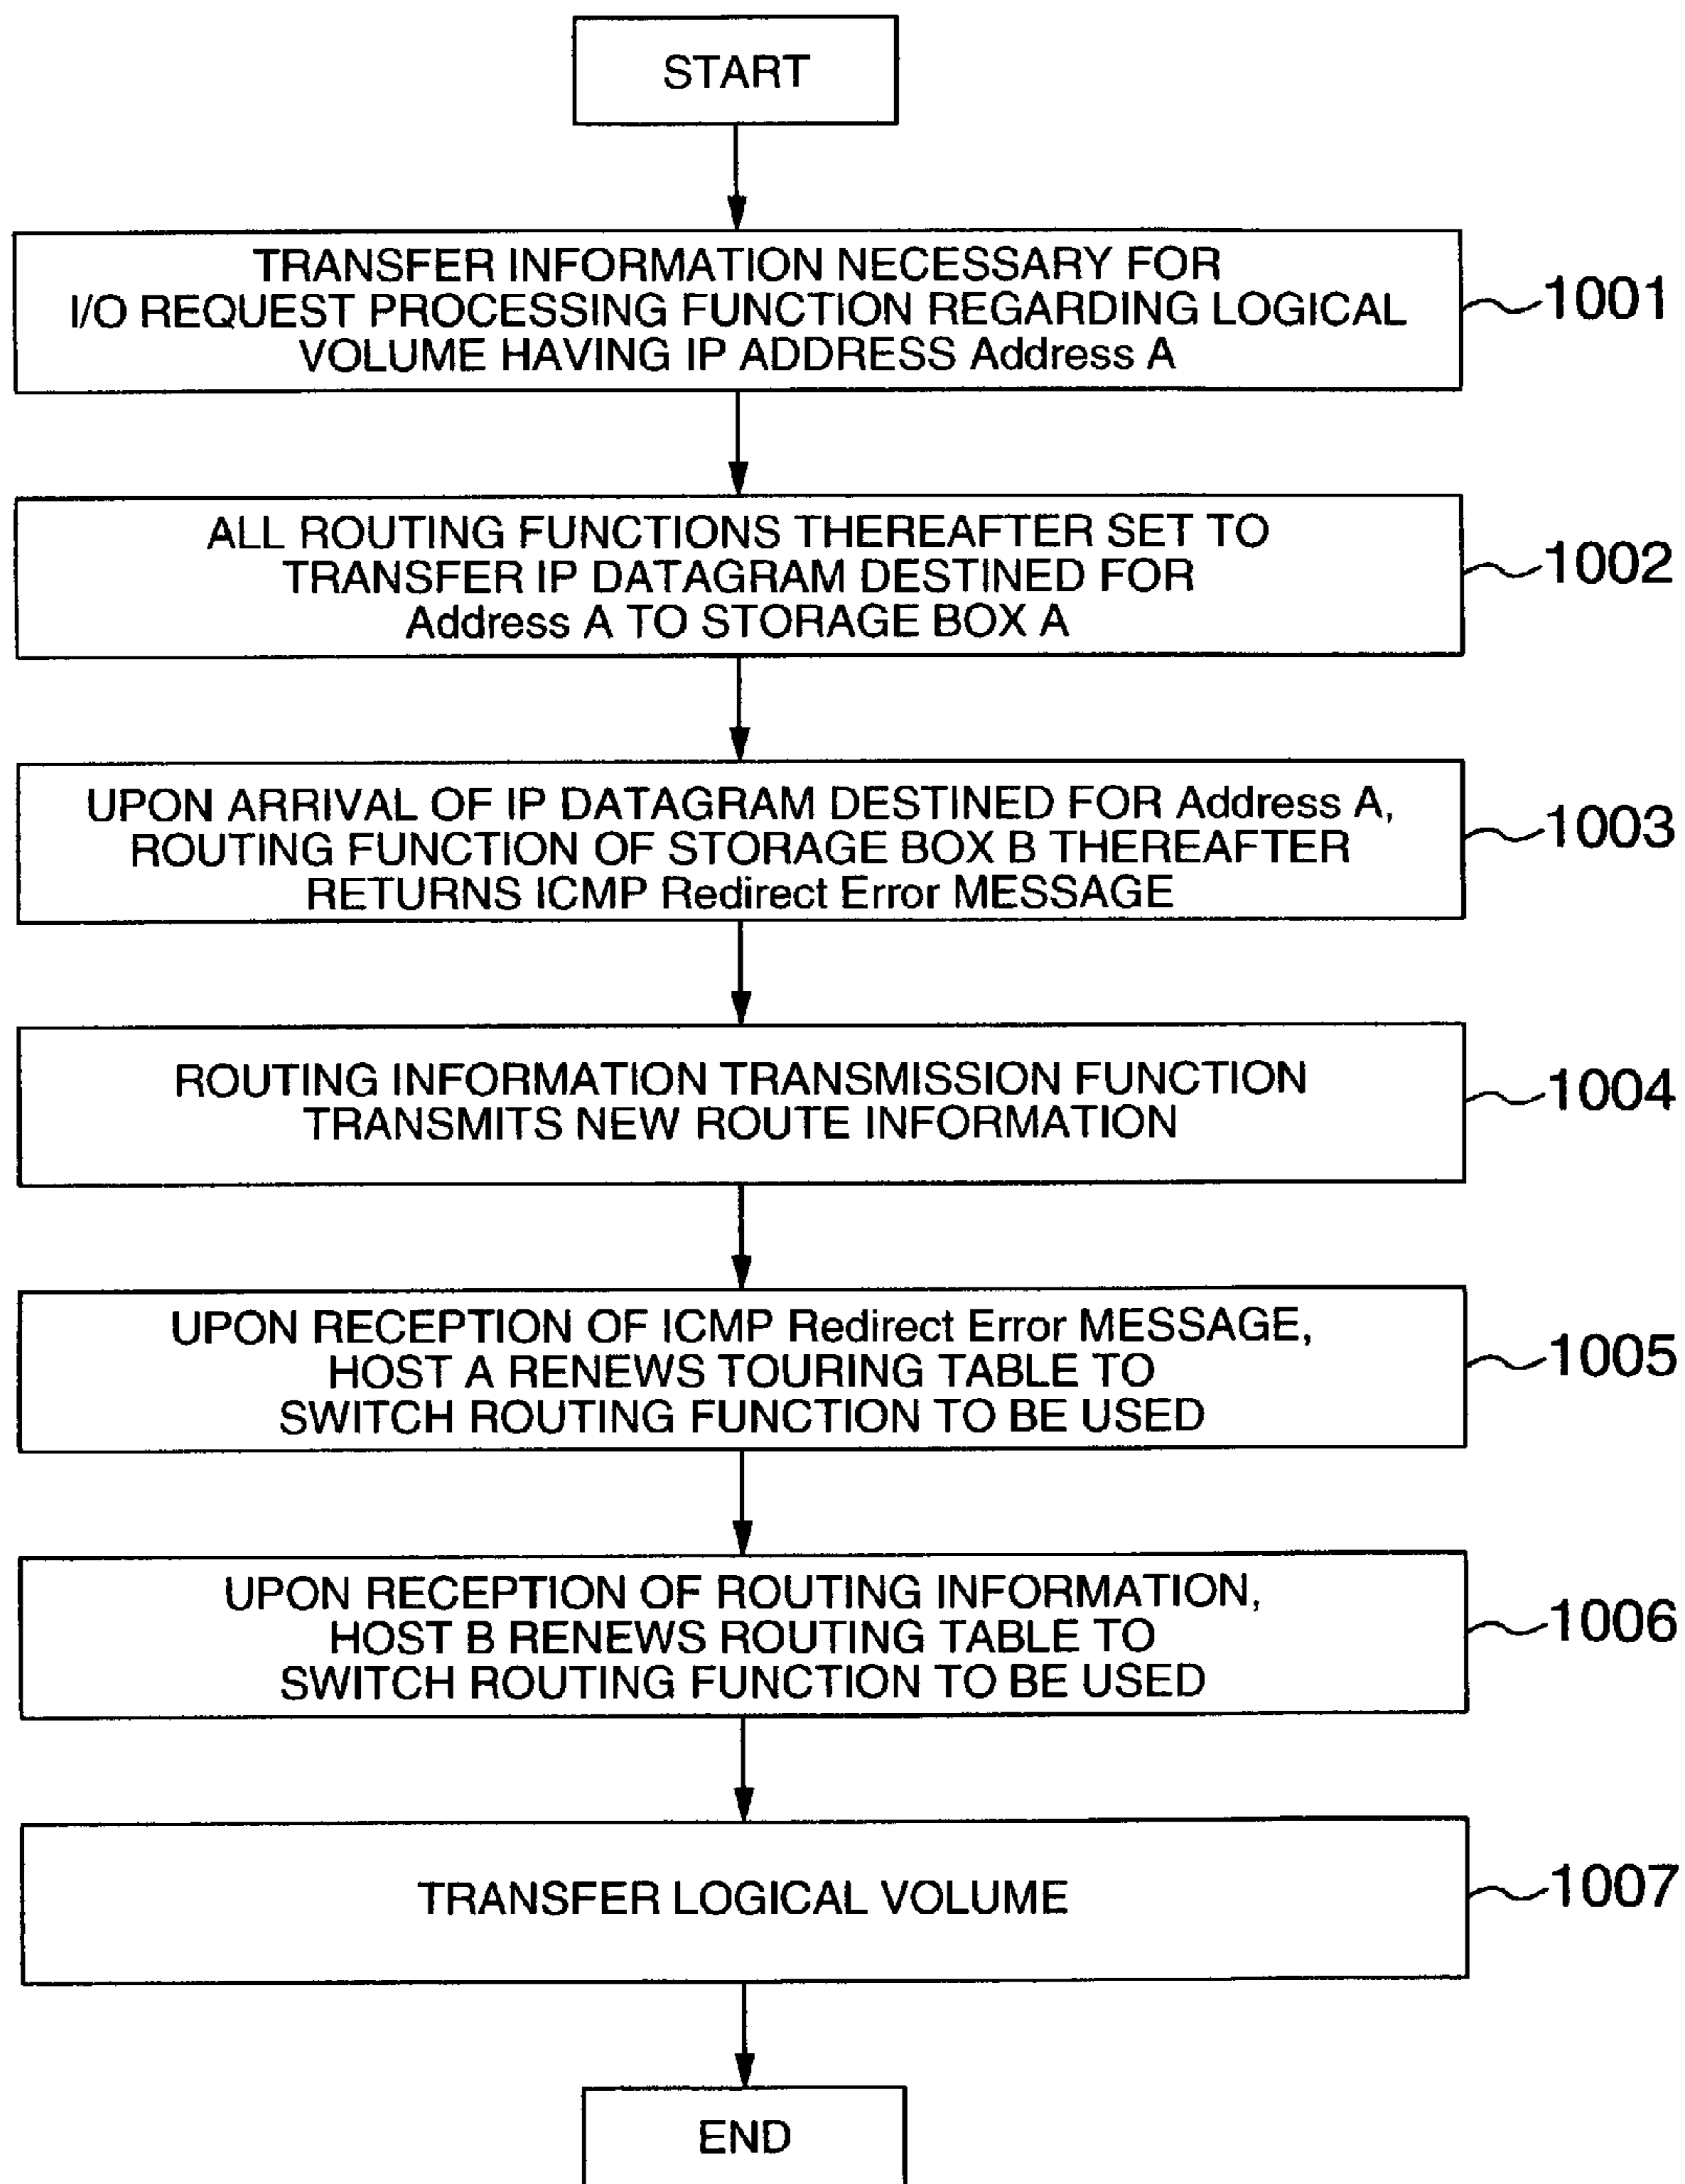 START
TRANSFER INFORMATION NECESSARY FOR
I/O REQUEST PROCESSING FUNCTION REGARDING LOGICAL
VOLUME HAVING IP ADDRESS Address A
1001
ALL ROUTING FUNCTIONS THEREAFTER SET TO
TRANSFER IP DATAGRAM DESTINED FOR
Address A TO STORAGE BOX A
1002
UPON ARRIVAL OF IP DATAGRAM DESTINED FOR Address A,
ROUTING FUNCTION OF STORAGE BOX B THEREAFTER
RETURNS ICMP Redirect Error MESSAGE
1003
ROUTING INFORMATION TRANSMISSION FUNCTION
TRANSMITS NEW ROUTE INFORMATION
1004
UPON RECEPTION OF ICMP Redirect Error MESSAGE,
HOST A RENEWS TOURING TABLE TO
SWITCH ROUTING FUNCTION TO BE USED
1005
UPON RECEPTION OF ROUTING INFORMATION,
HOST B RENEWS ROUTING TABLE TO
SWITCH ROUTING FUNCTION TO BE USED
1006
TRANSFER LOGICAL VOLUME
1007
END